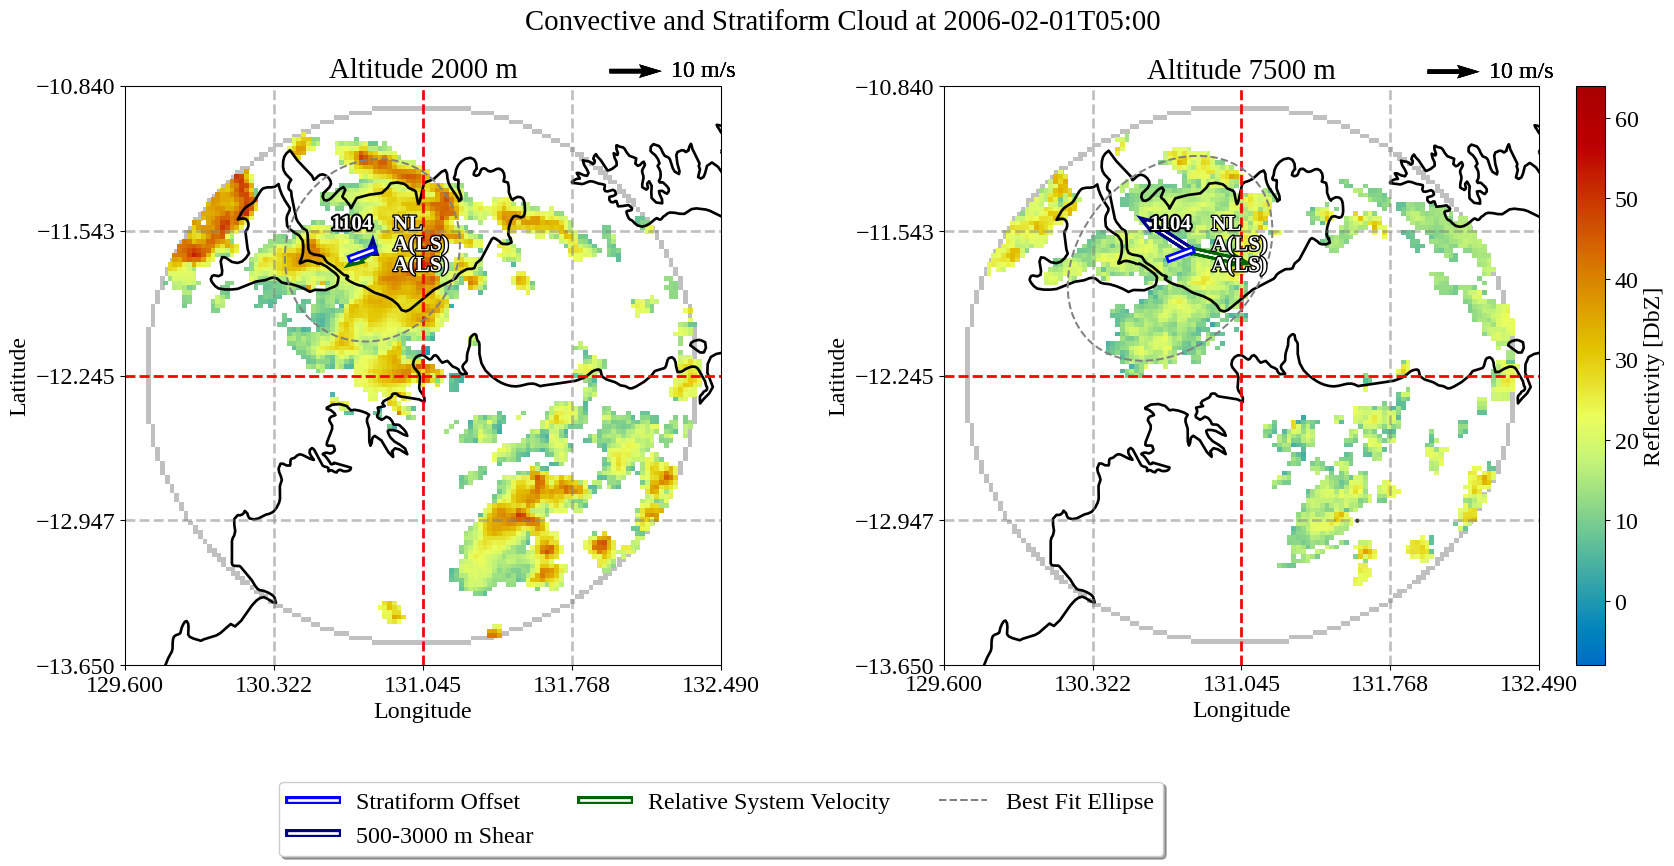 Convective and Stratiform Cloud at 2006-02-01T05:00
Altitude 2000 m
10 m/s
−10.840
−11.543
−12.245
−12.947
−13.650
129.600
130.322
131.045
131.768
132.490
Latitude
Longitude
1104
NL
A(LS)
A(LS)
Altitude 7500 m
10 m/s
−10.840
−11.543
−12.245
−12.947
−13.650
129.600
130.322
131.045
131.768
132.490
Latitude
Longitude
1104
NL
A(LS)
A(LS)
60
50
40
30
20
10
0
Reflectivity [DbZ]
Stratiform Offset
500-3000 m Shear
Relative System Velocity
Best Fit Ellipse